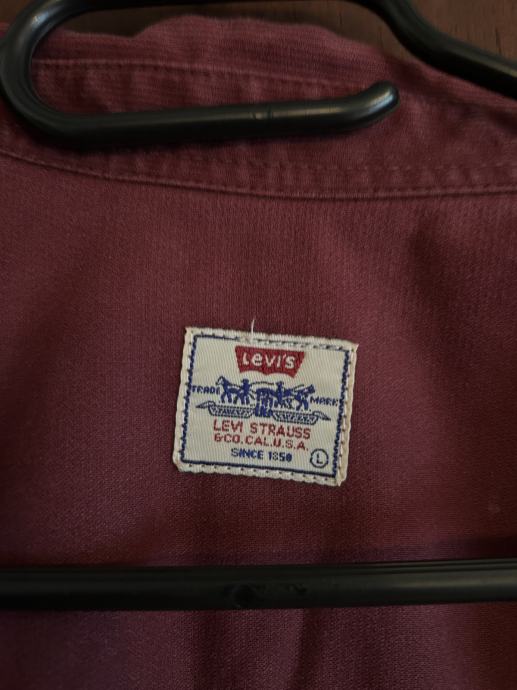 Levi's
TRADE MARK
LEVI STRAUSS
& CO. CAL. U.S.A.
SINCE 1850
L